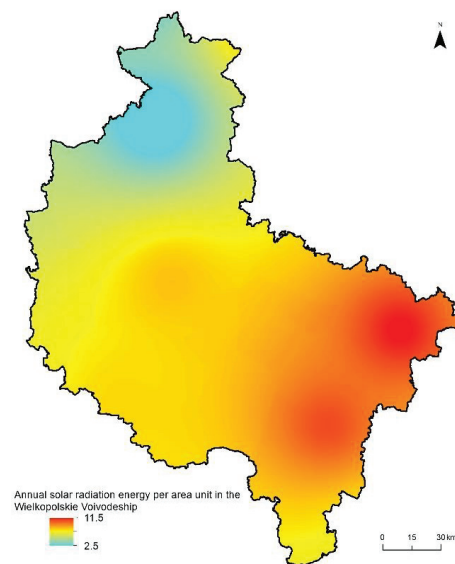 N
Annual solar radiation energy per area unit in the
Wielkopolskie Voivodeship
11.5
2.5
0 15 30 km